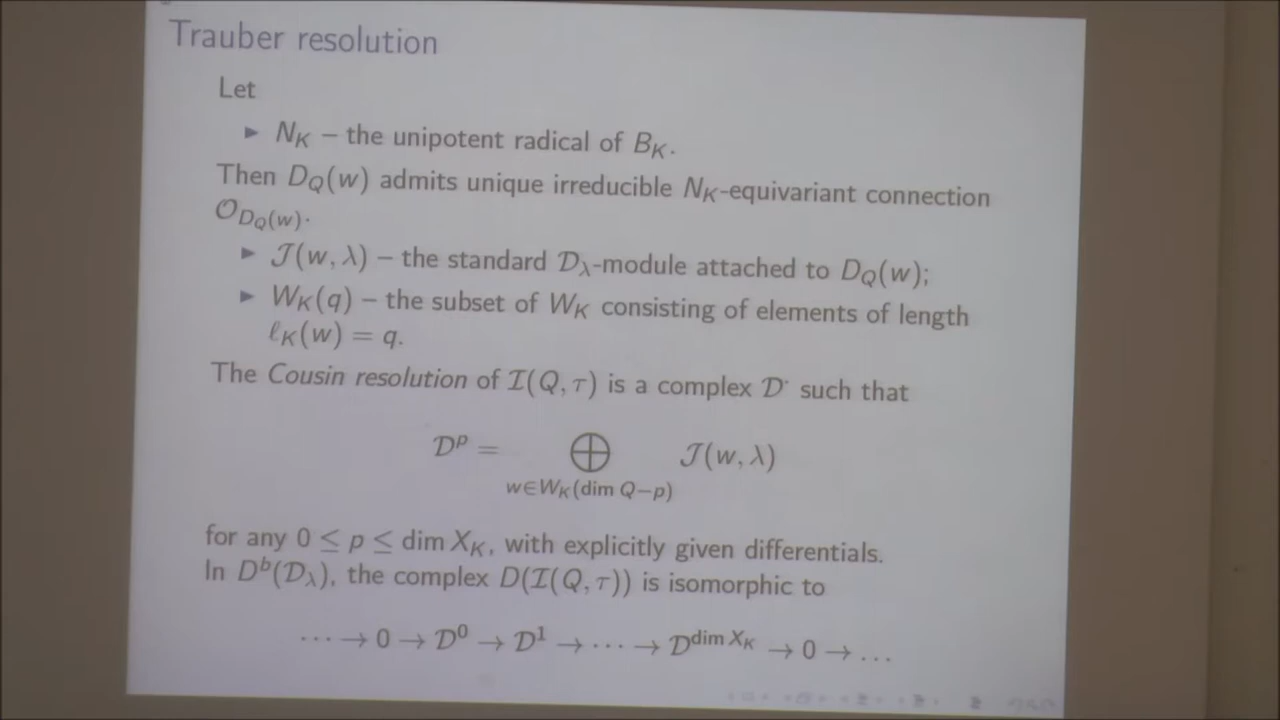 Trauber resolution
Let
▶ N_K – the unipotent radical of B_K.
Then D_Q(w) admits unique irreducible N_K-equivariant connection
𝒪_{D_Q(w)}.
▶ 𝒥(w, λ) – the standard 𝒟_λ-module attached to D_Q(w);
▶ W_K(q) – the subset of W_K consisting of elements of length
ℓ_K(w) = q.
The Cousin resolution of ℐ(Q, τ) is a complex 𝒟^· such that
𝒟^p = ⊕_{w∈W_K(dim Q−p)} 𝒥(w, λ)
for any 0 ≤ p ≤ dim X_K, with explicitly given differentials.
In D^b(𝒟_λ), the complex D(ℐ(Q, τ)) is isomorphic to
⋯ → 0 → 𝒟^0 → 𝒟^1 → ⋯ → 𝒟^{dim X_K} → 0 → …